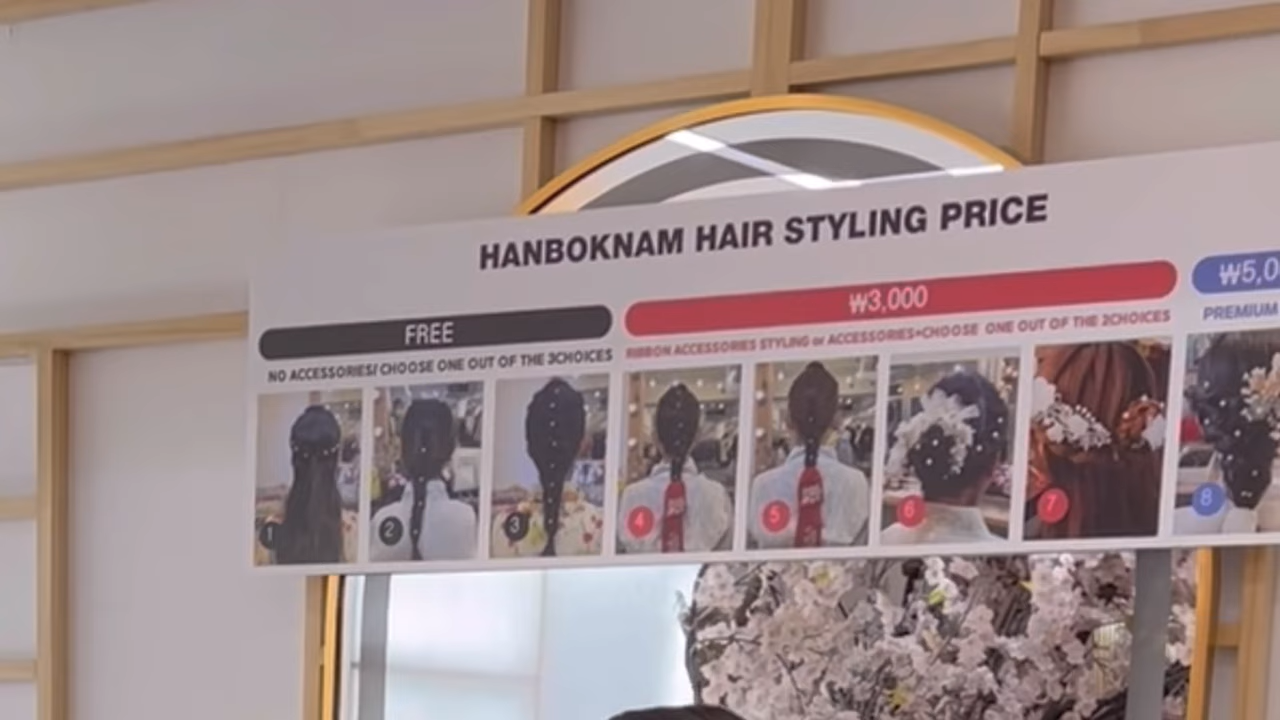 HANBOKNAM HAIR STYLING PRICE
FREE
NO ACCESSORIES/ CHOOSE ONE OUT OF THE 3CHOICES
₩3,000
RIBBON ACCESSORIES STYLING or ACCESSORIES+CHOOSE ONE OUT OF THE 2CHOICES
₩5,0
PREMIUM
1
2
3
4
5
6
7
8